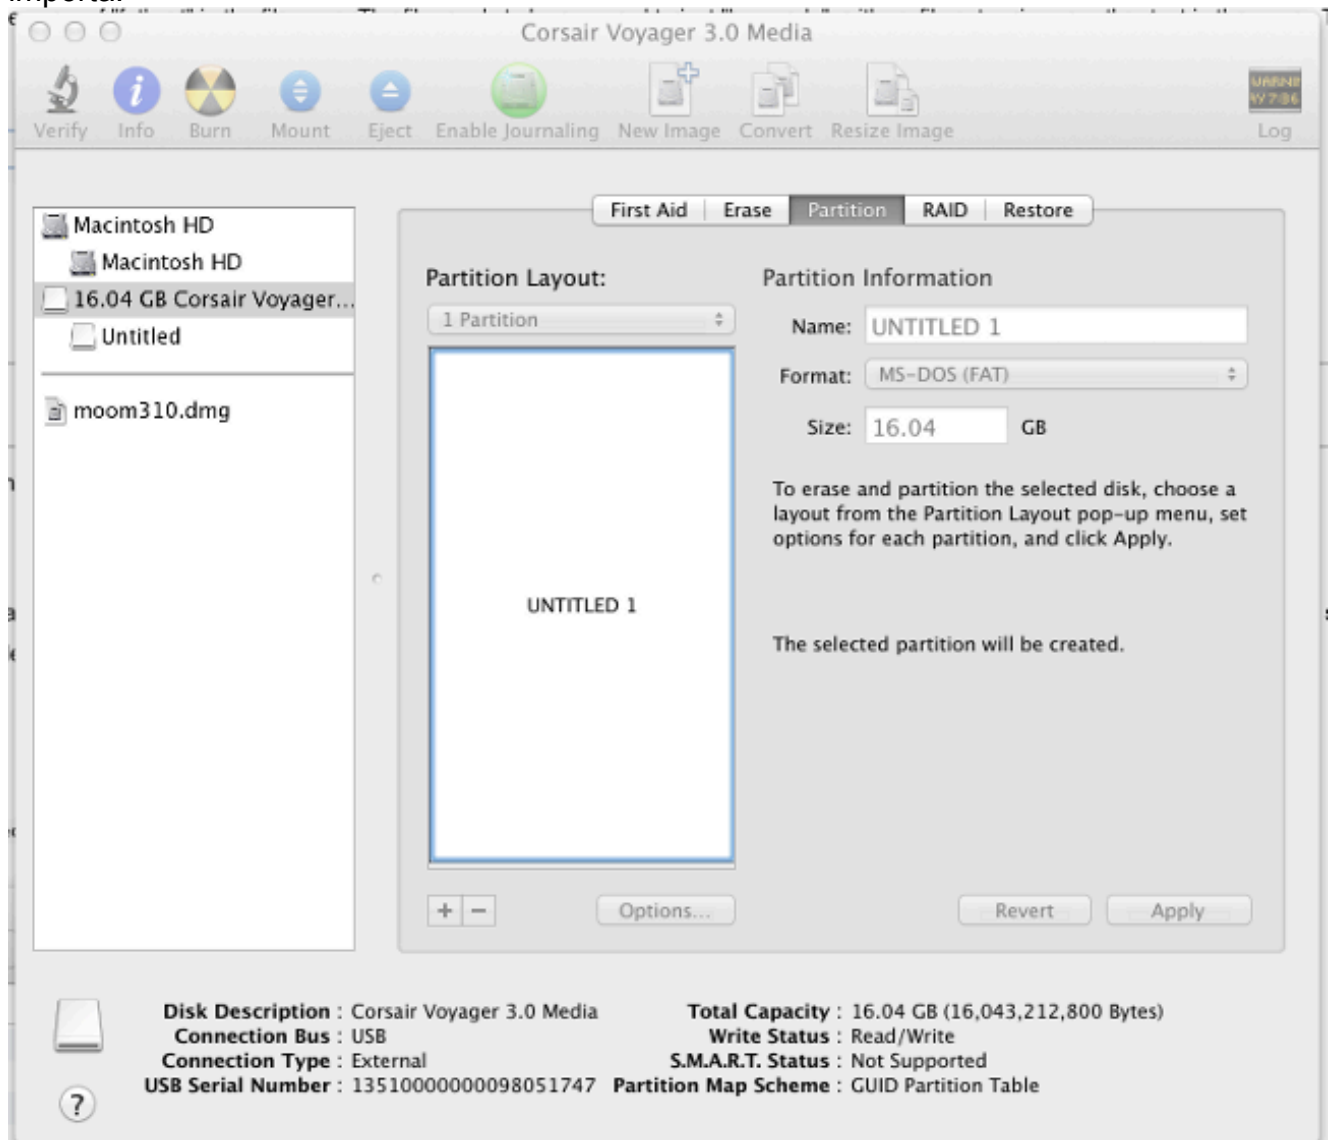 Corsair Voyager 3.0 Media
Verify Info Burn Mount Eject Enable Journaling New Image Convert Resize Image Log
First Aid Erase Partition RAID Restore
Macintosh HD
Macintosh HD
16.04 GB Corsair Voyager...
Untitled
moom310.dmg
Partition Layout:
1 Partition
UNTITLED 1
+ −
Options...
Partition Information
Name: UNTITLED 1
Format: MS-DOS (FAT)
Size: 16.04 GB
To erase and partition the selected disk, choose a
layout from the Partition Layout pop-up menu, set
options for each partition, and click Apply.
The selected partition will be created.
Revert Apply
Disk Description : Corsair Voyager 3.0 Media
Connection Bus : USB
Connection Type : External
USB Serial Number : 13510000000098051747
Total Capacity : 16.04 GB (16,043,212,800 Bytes)
Write Status : Read/Write
S.M.A.R.T. Status : Not Supported
Partition Map Scheme : GUID Partition Table
?